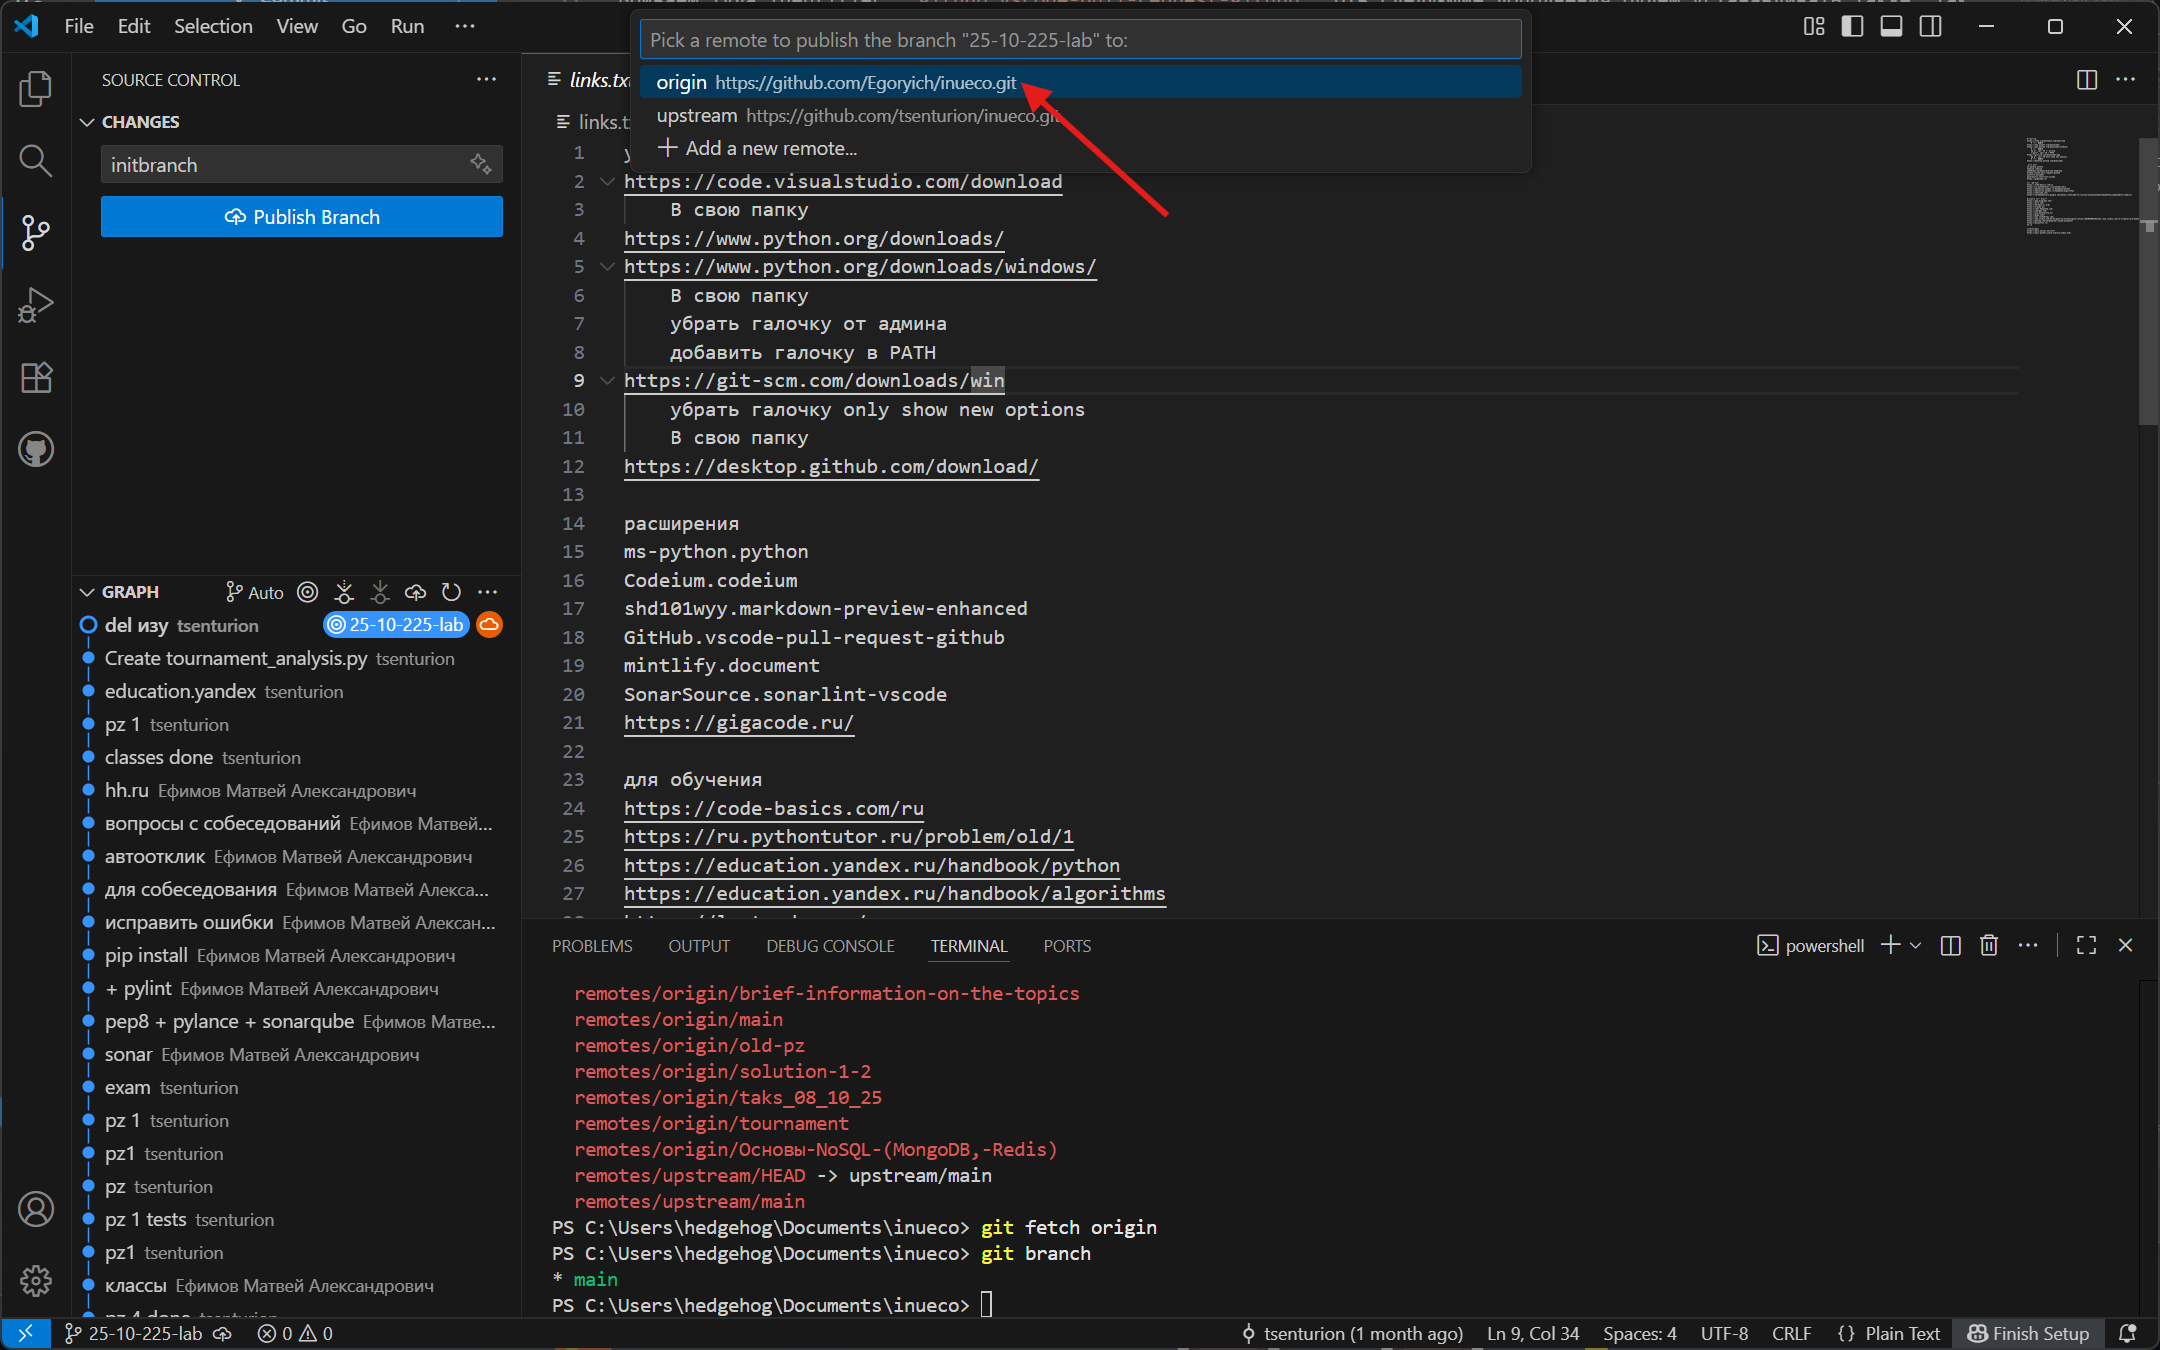 File Edit Selection View Go Run ···
Pick a remote to publish the branch "25-10-225-lab" to:
origin https://github.com/Egoryich/inueco.git
upstream https://github.com/tsenturion/inueco.git
+ Add a new remote...
SOURCE CONTROL
CHANGES
initbranch
Publish Branch
GRAPH Auto
del изу tsenturion 25-10-225-lab
Create tournament_analysis.py tsenturion
education.yandex tsenturion
pz 1 tsenturion
classes done tsenturion
hh.ru Ефимов Матвей Александрович
вопросы с собеседований Ефимов Матвей...
автоотклик Ефимов Матвей Александрович
для собеседования Ефимов Матвей Алекса...
исправить ошибки Ефимов Матвей Александ...
pip install Ефимов Матвей Александрович
+ pylint Ефимов Матвей Александрович
pep8 + pylance + sonarqube Ефимов Матве...
sonar Ефимов Матвей Александрович
exam tsenturion
pz 1 tsenturion
pz1 tsenturion
pz tsenturion
pz 1 tests tsenturion
pz1 tsenturion
классы Ефимов Матвей Александрович
links.txt
1
2 https://code.visualstudio.com/download
3 В свою папку
4 https://www.python.org/downloads/
5 https://www.python.org/downloads/windows/
6 В свою папку
7 убрать галочку от админа
8 добавить галочку в PATH
9 https://git-scm.com/downloads/win
10 убрать галочку only show new options
11 В свою папку
12 https://desktop.github.com/download/
13
14 расширения
15 ms-python.python
16 Codeium.codeium
17 shd101wyy.markdown-preview-enhanced
18 GitHub.vscode-pull-request-github
19 mintlify.document
20 SonarSource.sonarlint-vscode
21 https://gigacode.ru/
22
23 для обучения
24 https://code-basics.com/ru
25 https://ru.pythontutor.ru/problem/old/1
26 https://education.yandex.ru/handbook/python
27 https://education.yandex.ru/handbook/algorithms
PROBLEMS OUTPUT DEBUG CONSOLE TERMINAL PORTS
powershell
remotes/origin/brief-information-on-the-topics
remotes/origin/main
remotes/origin/old-pz
remotes/origin/solution-1-2
remotes/origin/taks_08_10_25
remotes/origin/tournament
remotes/origin/Основы-NoSQL-(MongoDB,-Redis)
remotes/upstream/HEAD -> upstream/main
remotes/upstream/main
PS C:\Users\hedgehog\Documents\inueco> git fetch origin
PS C:\Users\hedgehog\Documents\inueco> git branch
* main
PS C:\Users\hedgehog\Documents\inueco>
25-10-225-lab 0 0
tsenturion (1 month ago) Ln 9, Col 34 Spaces: 4 UTF-8 CRLF {} Plain Text Finish Setup